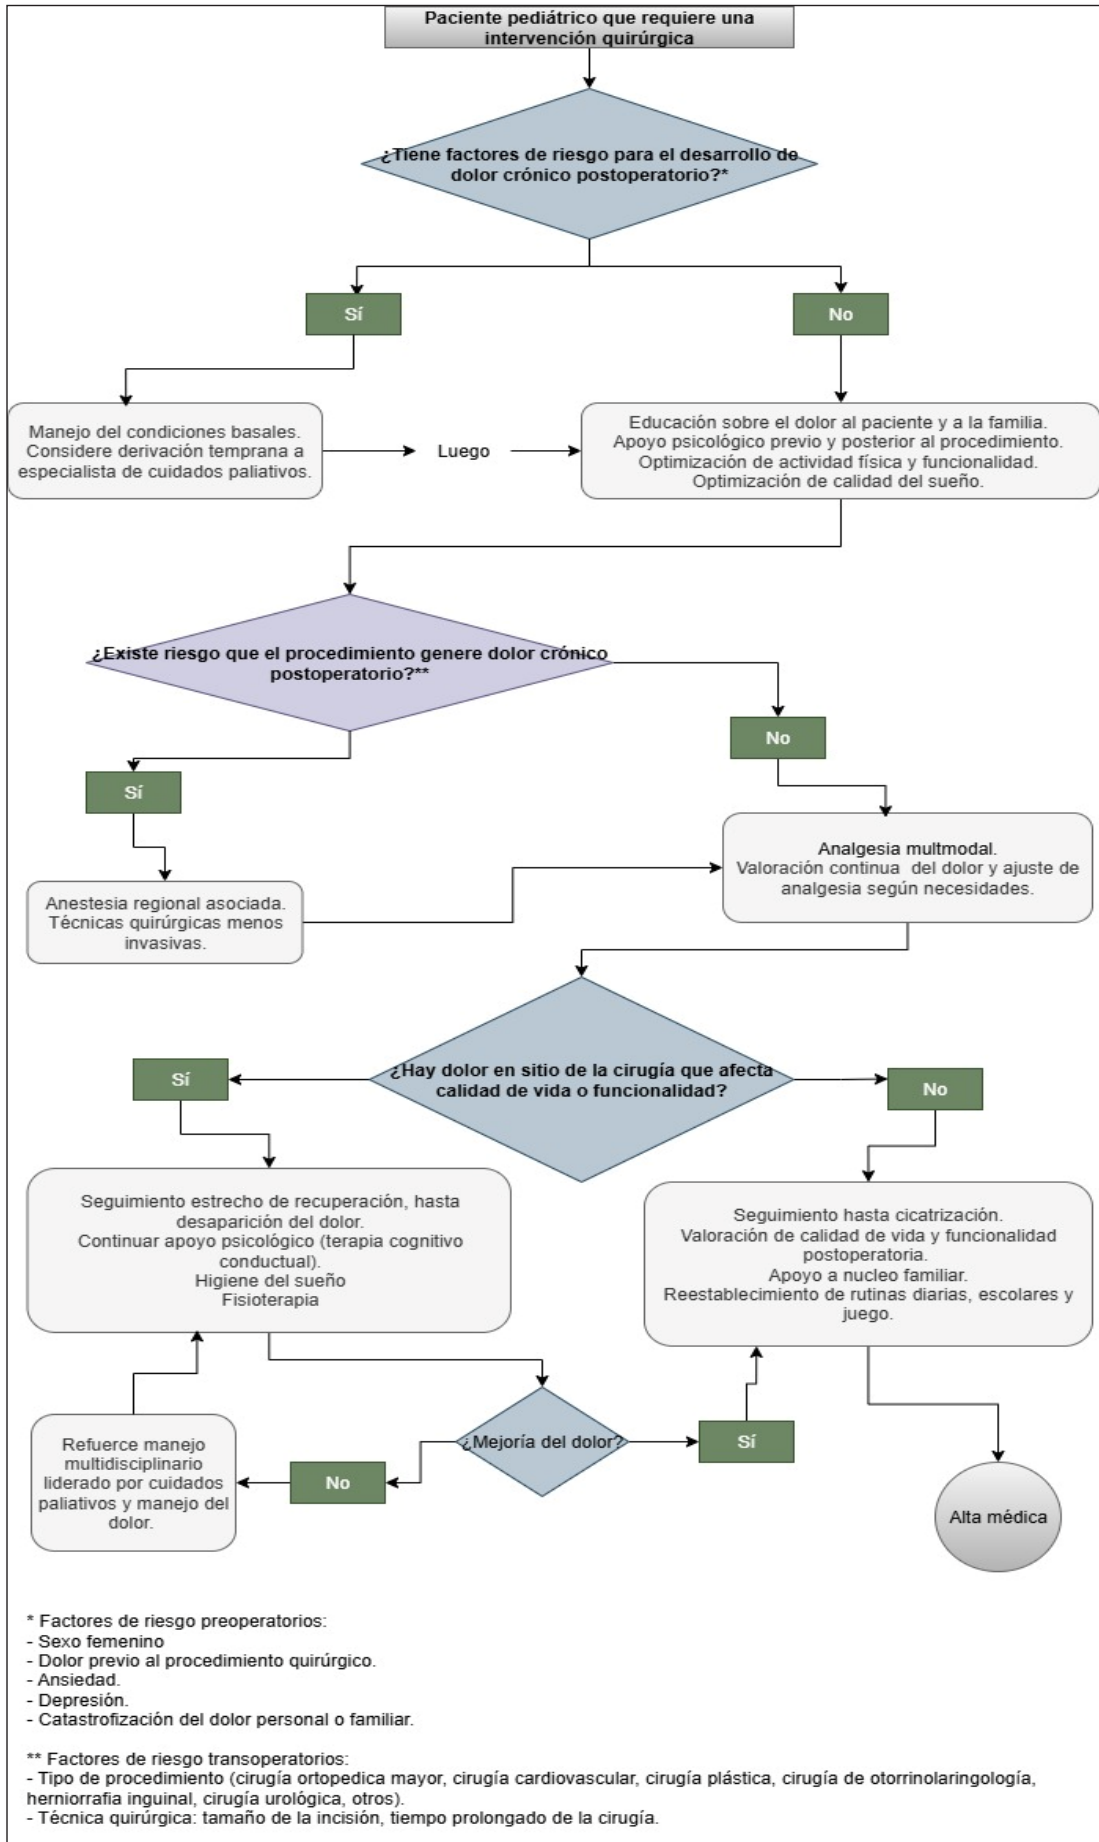 Paciente pediátrico que requiere una
intervención quirúrgica
¿Tiene factores de riesgo para el desarrollo de
dolor crónico postoperatorio?*
Sí
No
Manejo del condiciones basales.
Considere derivación temprana a
especialista de cuidados paliativos.
Luego
Educación sobre el dolor al paciente y a la familia.
Apoyo psicológico previo y posterior al procedimiento.
Optimización de actividad física y funcionalidad.
Optimización de calidad del sueño.
¿Existe riesgo que el procedimiento genere dolor crónico
postoperatorio?**
No
Sí
Analgesia multmodal.
Valoración continua del dolor y ajuste de
analgesia según necesidades.
Anestesia regional asociada.
Técnicas quirúrgicas menos
invasivas.
¿Hay dolor en sitio de la cirugía que afecta
calidad de vida o funcionalidad?
Sí
No
Seguimiento estrecho de recuperación, hasta
desaparición del dolor.
Continuar apoyo psicológico (terapia cognitivo
conductual).
Higiene del sueño
Fisioterapia
Seguimiento hasta cicatrización.
Valoración de calidad de vida y funcionalidad
postoperatoria.
Apoyo a nucleo familiar.
Reestablecimiento de rutinas diarias, escolares y
juego.
¿Mejoría del dolor?
Sí
No
Refuerce manejo
multidisciplinario
liderado por cuidados
paliativos y manejo del
dolor.
Alta médica
* Factores de riesgo preoperatorios:
- Sexo femenino
- Dolor previo al procedimiento quirúrgico.
- Ansiedad.
- Depresión.
- Catastrofización del dolor personal o familiar.
** Factores de riesgo transoperatorios:
- Tipo de procedimiento (cirugía ortopedica mayor, cirugía cardiovascular, cirugía plástica, cirugía de otorrinolaringología,
herniorrafia inguinal, cirugía urológica, otros).
- Técnica quirúrgica: tamaño de la incisión, tiempo prolongado de la cirugía.